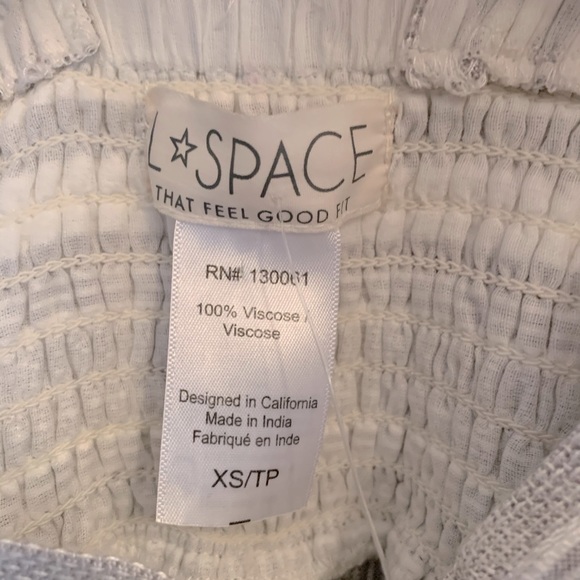 L☆SPACE
THAT FEEL GOOD FIT
RN# 130061
100% Viscose /
Viscose
Designed in California
Made in India
Fabriqué en Inde
XS/TP